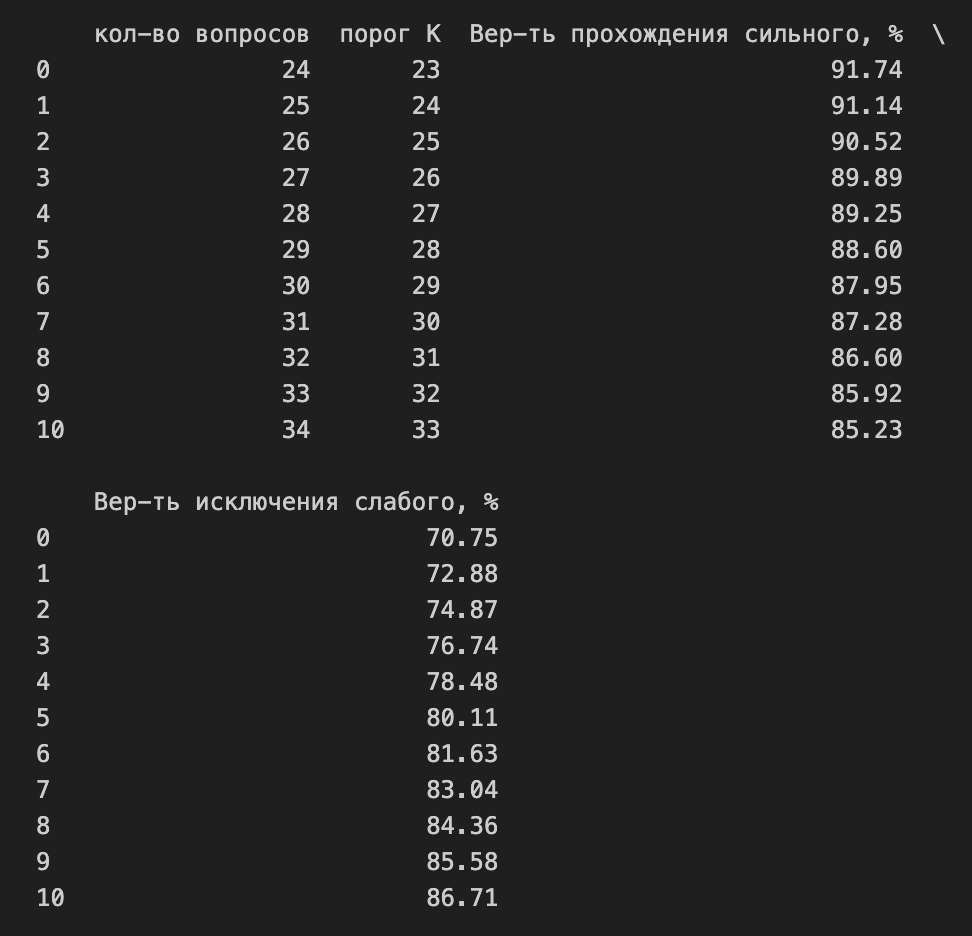 кол-во вопросов  порог K  Вер-ть прохождения сильного, %  \
0 24 23 91.74
1 25 24 91.14
2 26 25 90.52
3 27 26 89.89
4 28 27 89.25
5 29 28 88.60
6 30 29 87.95
7 31 30 87.28
8 32 31 86.60
9 33 32 85.92
10 34 33 85.23
Вер-ть исключения слабого, %
0 70.75
1 72.88
2 74.87
3 76.74
4 78.48
5 80.11
6 81.63
7 83.04
8 84.36
9 85.58
10 86.71